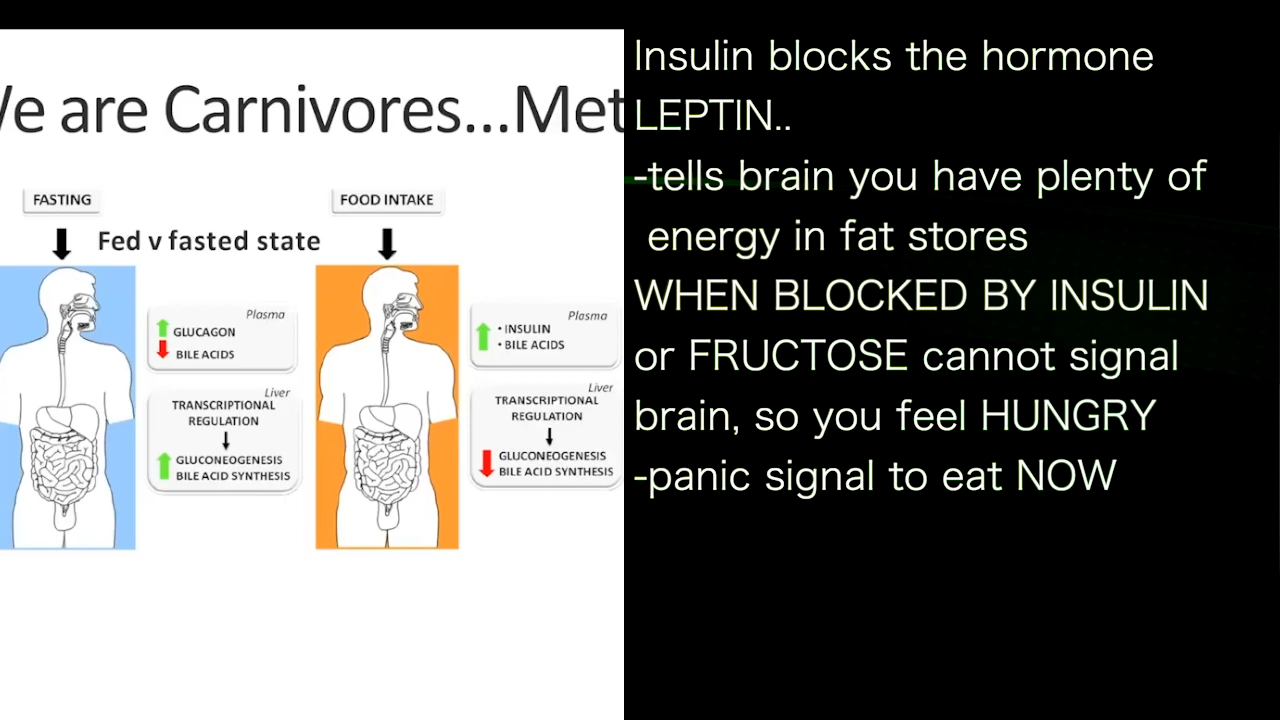 e are Carnivores...Met
FASTING
FOOD INTAKE
Fed v fasted state
Plasma
GLUCAGON
BILE ACIDS
Liver
TRANSCRIPTIONAL
REGULATION
GLUCONEOGENESIS
BILE ACID SYNTHESIS
Plasma
• INSULIN
• BILE ACIDS
Liver
TRANSCRIPTIONAL
REGULATION
GLUCONEOGENESIS
BILE ACID SYNTHESIS
Insulin blocks the hormone
LEPTIN..
-tells brain you have plenty of
energy in fat stores
WHEN BLOCKED BY INSULIN
or FRUCTOSE cannot signal
brain, so you feel HUNGRY
-panic signal to eat NOW